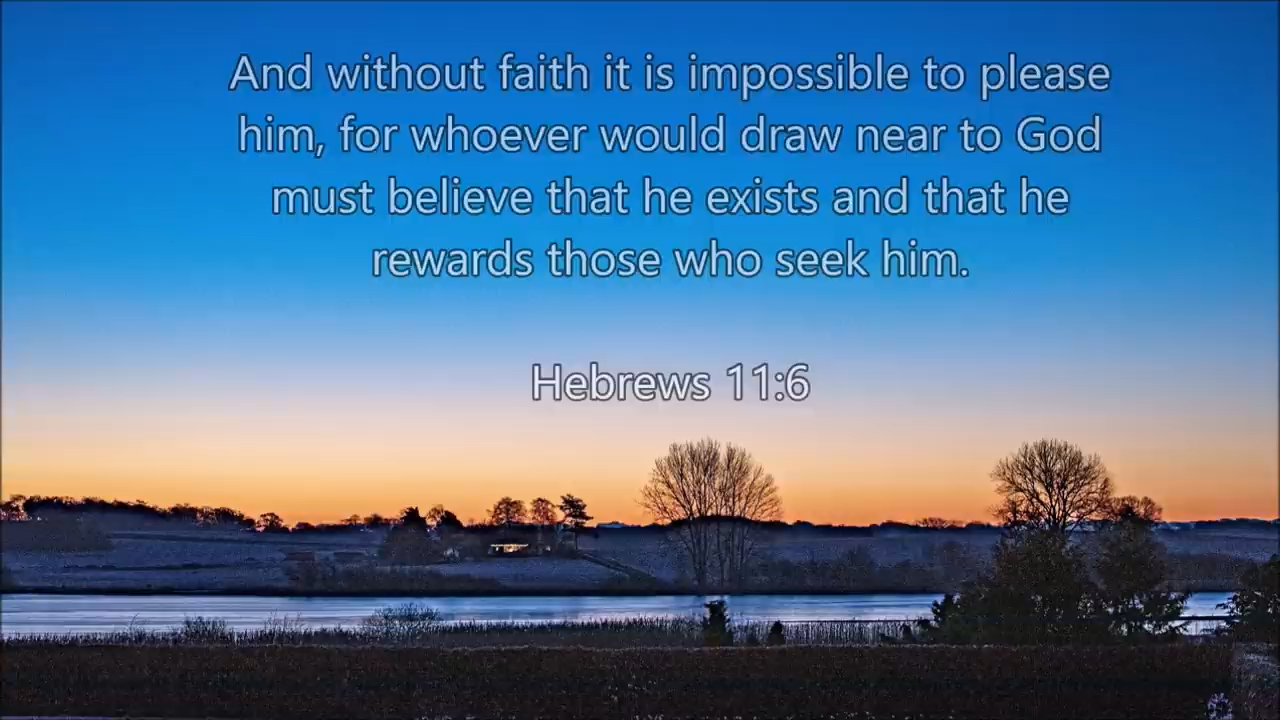 And without faith it is impossible to please
him, for whoever would draw near to God
must believe that he exists and that he
rewards those who seek him.
Hebrews 11:6